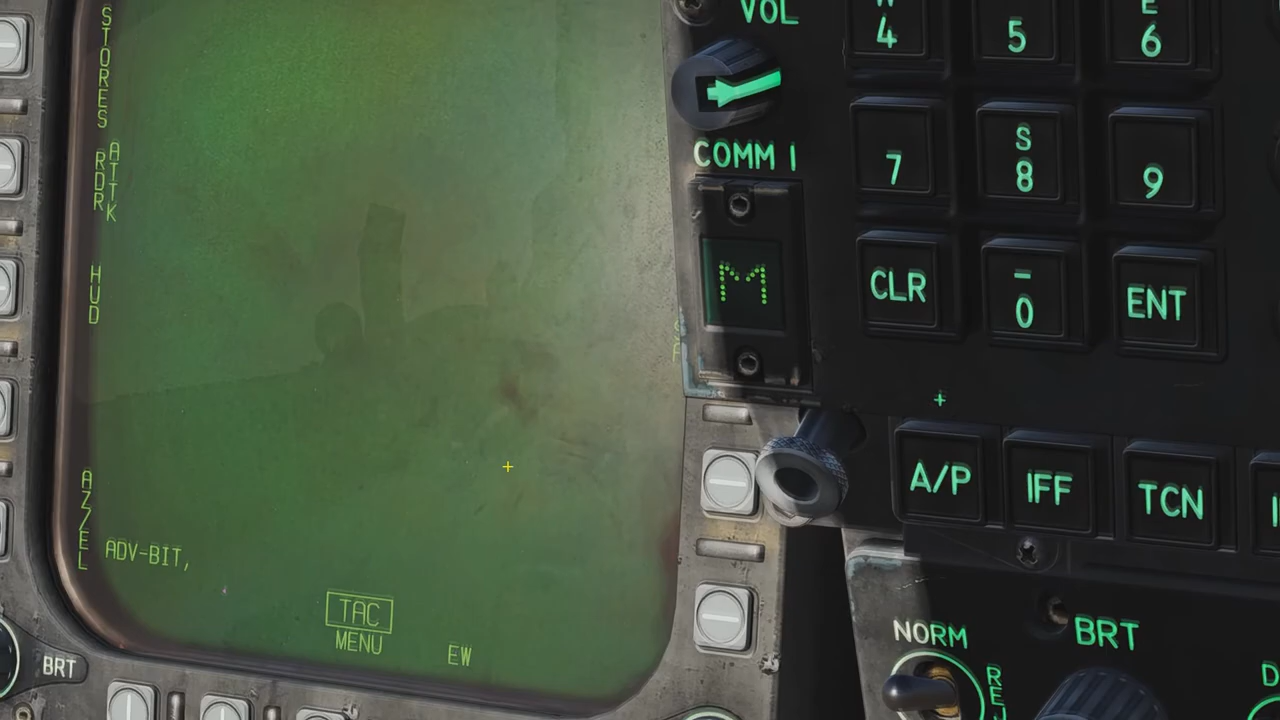 STORES
RDR ATTK
HUD
AZ/EL
ADV-BIT,
TAC
MENU
EW
BRT
VOL
4
5
E
6
COMM 1
7
S
8
9
M
CLR
–
0
ENT
A/P
IFF
TCN
NORM
BRT
REJ